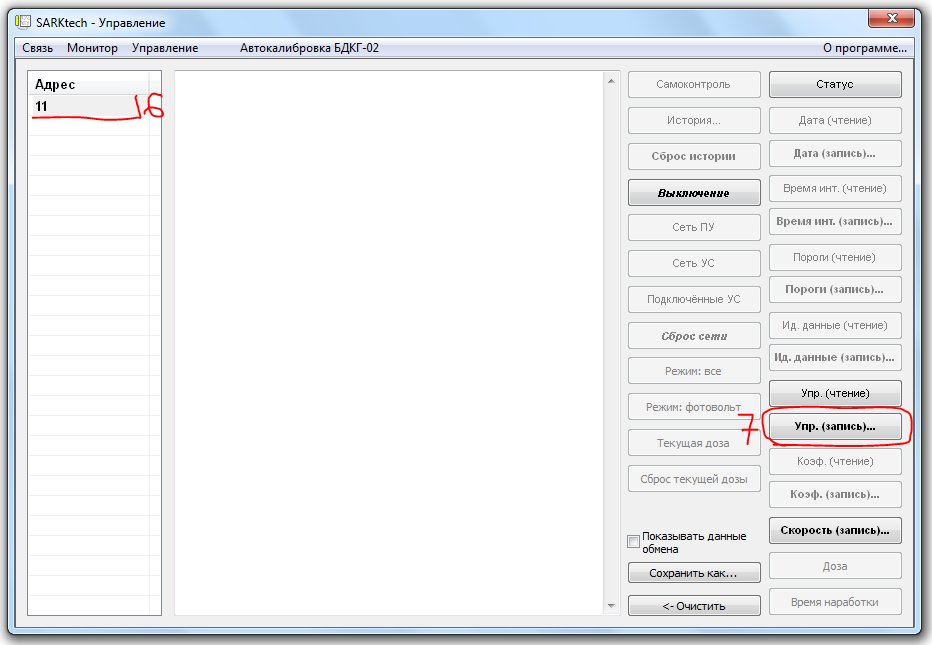 SARKtech - Управление
Связь Монитор Управление Автокалибровка БДКГ-02 О программе...
Адрес
11
6
Самоконтроль
История...
Сброс истории
Выключение
Сеть ПУ
Сеть УС
Подключённые УС
Сброс сети
Режим: все
Режим: фотовольт
Текущая доза
Сброс текущей дозы
Показывать данные
обмена
Сохранить как...
<- Очистить
Статус
Дата (чтение)
Дата (запись)...
Время инт. (чтение)
Время инт. (запись)...
Пороги (чтение)
Пороги (запись)...
Ид. данные (чтение)
Ид. данные (запись)...
Упр. (чтение)
7
Упр. (запись)...
Коэф. (чтение)
Коэф. (запись)...
Скорость (запись)...
Доза
Время наработки